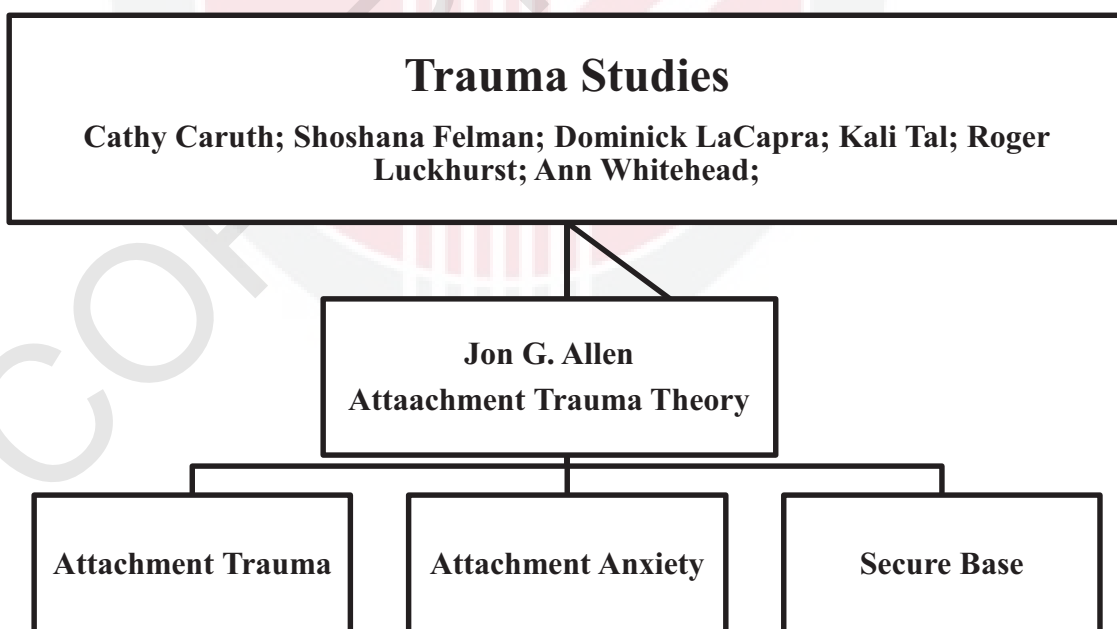 Trauma Studies
Cathy Caruth; Shoshana Felman; Dominick LaCapra; Kali Tal; Roger
Luckhurst; Ann Whitehead;
Jon G. Allen
Attaachment Trauma Theory
Attachment Trauma
Attachment Anxiety
Secure Base